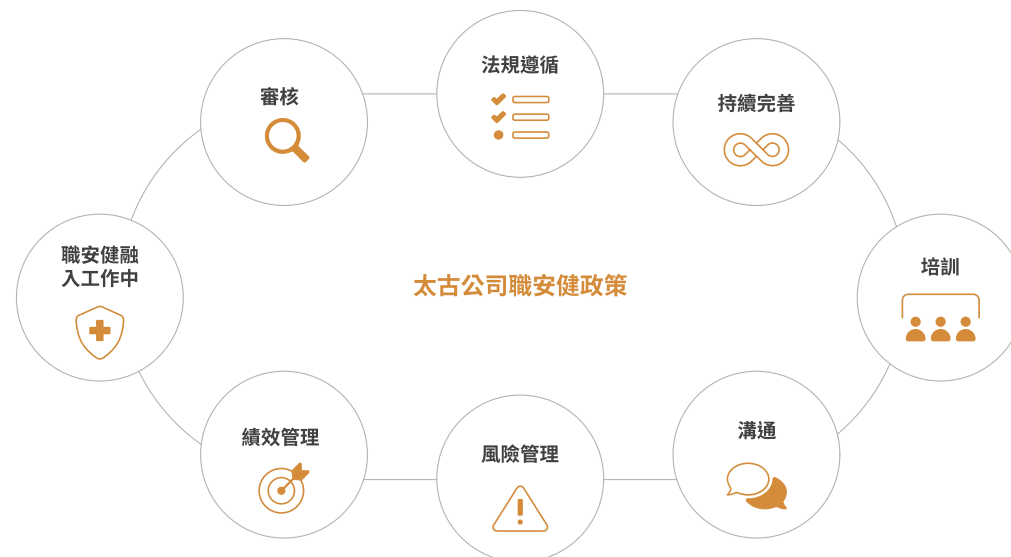 法規遵循
審核
持續完善
職安健融
入工作中
太古公司職安健政策
培訓
績效管理
風險管理
溝通